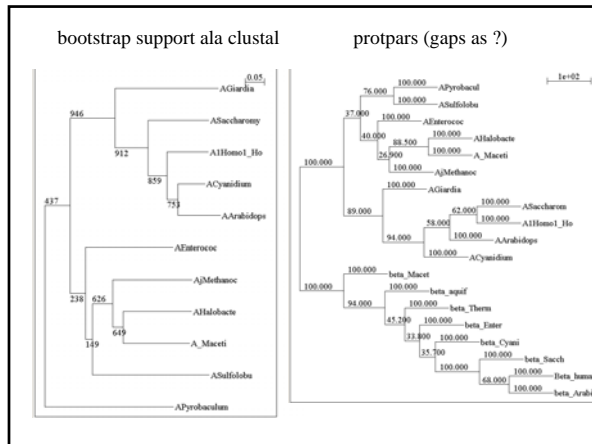 bootstrap support ala clustal
protpars (gaps as ?)
0.05
AGiardia
946
ASaccharomy
912
A1Homo1_Ho
859
ACyanidium
753
AArabidops
437
AEnterococ
238
AjMethanoc
626
AHalobacte
649
A_Maceti
149
ASulfolobu
APyrobaculum
1e+02
100.000
APyrobacul
76.000
100.000
ASulfolobu
37.000
100.000
AEnterococ
40.000
100.000
AHalobacte
88.500
100.000
A_Maceti
26.900
100.000
AjMethanoc
100.000
100.000
AGiardia
89.000
100.000
ASaccharom
62.000
100.000
A1Homo1_Ho
58.000
100.000
AArabidops
94.000
100.000
ACyanidium
100.000
beta_Macet
100.000
100.000
beta_aquif
94.000
100.000
beta_Therm
45.200
100.000
beta_Enter
33.800
100.000
beta_Cyani
35.700
100.000
beta_Sacch
100.000
100.000
Beta_huma
68.000
100.000
beta_Arabi